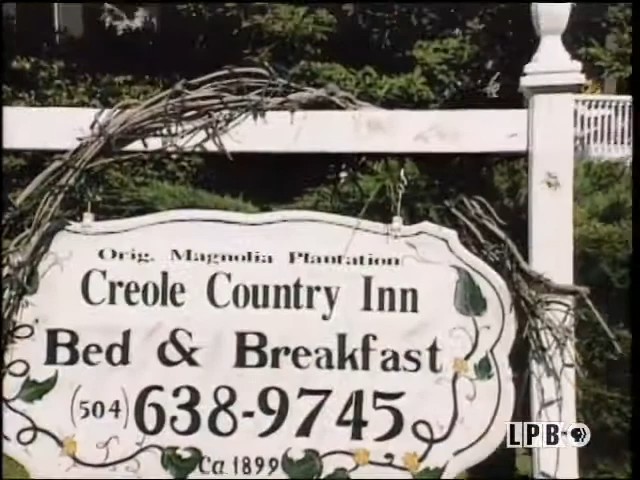 Orig. Magnolia Plantation
Creole Country Inn
Bed & Breakfast
(504) 638-9745
Ca 1899
LPB